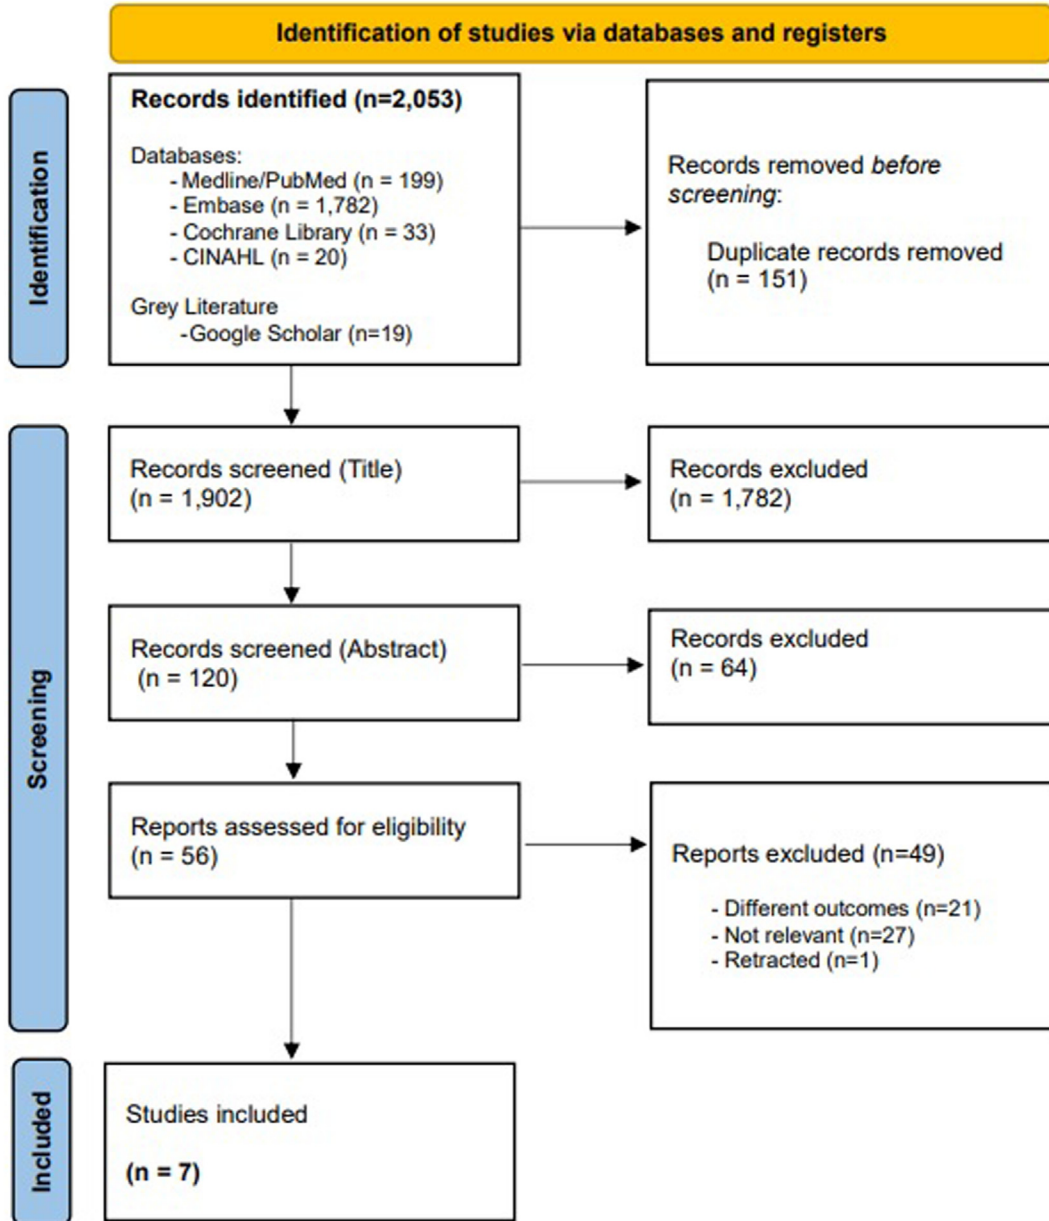 Identification of studies via databases and registers
Identification
Records identified (n=2,053)
Databases:
- Medline/PubMed (n = 199)
- Embase (n = 1,782)
- Cochrane Library (n = 33)
- CINAHL (n = 20)
Grey Literature
-Google Scholar (n=19)
Records removed before
screening:
Duplicate records removed
(n = 151)
Screening
Records screened (Title)
(n = 1,902)
Records excluded
(n = 1,782)
Records screened (Abstract)
(n = 120)
Records excluded
(n = 64)
Reports assessed for eligibility
(n = 56)
Reports excluded (n=49)
- Different outcomes (n=21)
- Not relevant (n=27)
- Retracted (n=1)
Included
Studies included
(n = 7)